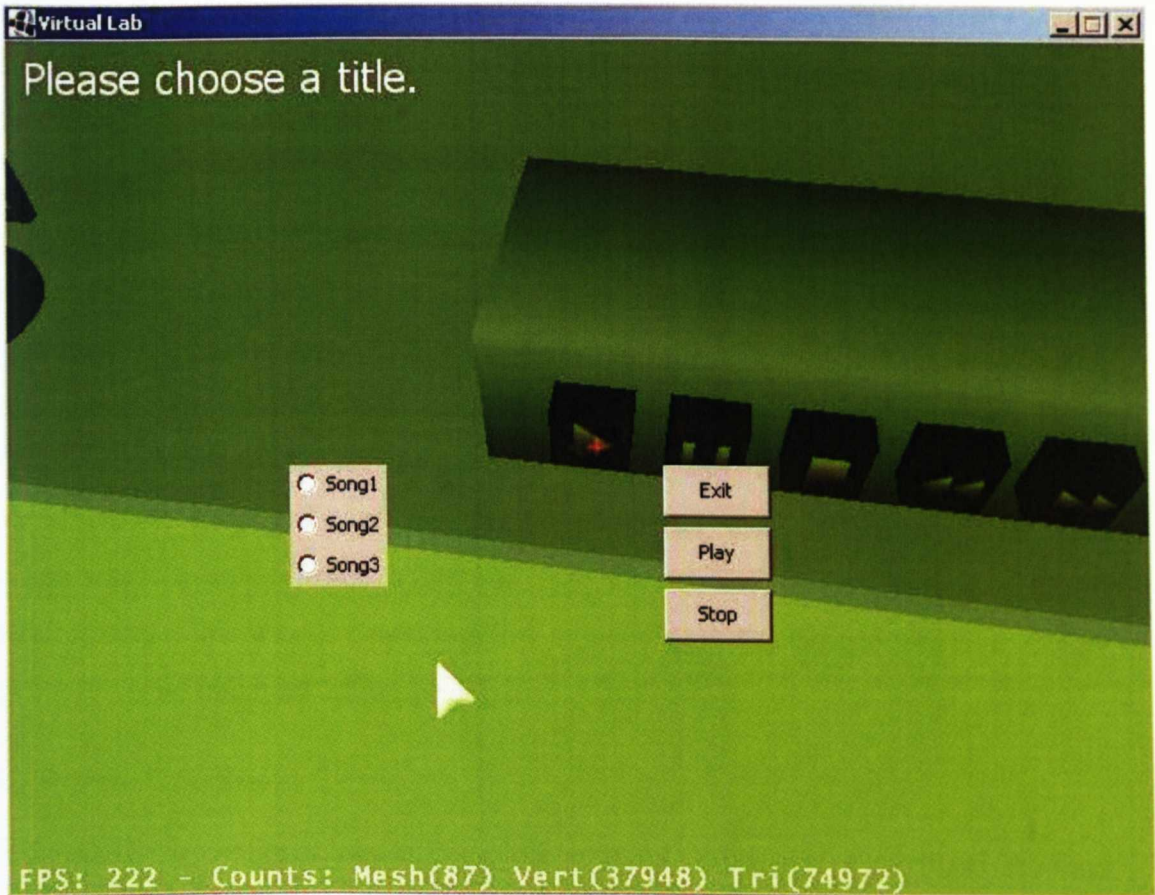 Virtual Lab
Please choose a title.
Song1
Song2
Song3
Exit
Play
Stop
FPS: 222 - Counts: Mesh(87) Vert(37948) Tri(74972)